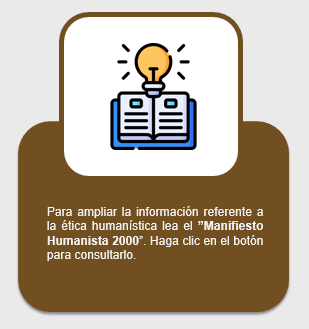 Para ampliar la información referente a
la ética humanística lea el ”Manifiesto
Humanista 2000”. Haga clic en el botón
para consultarlo.